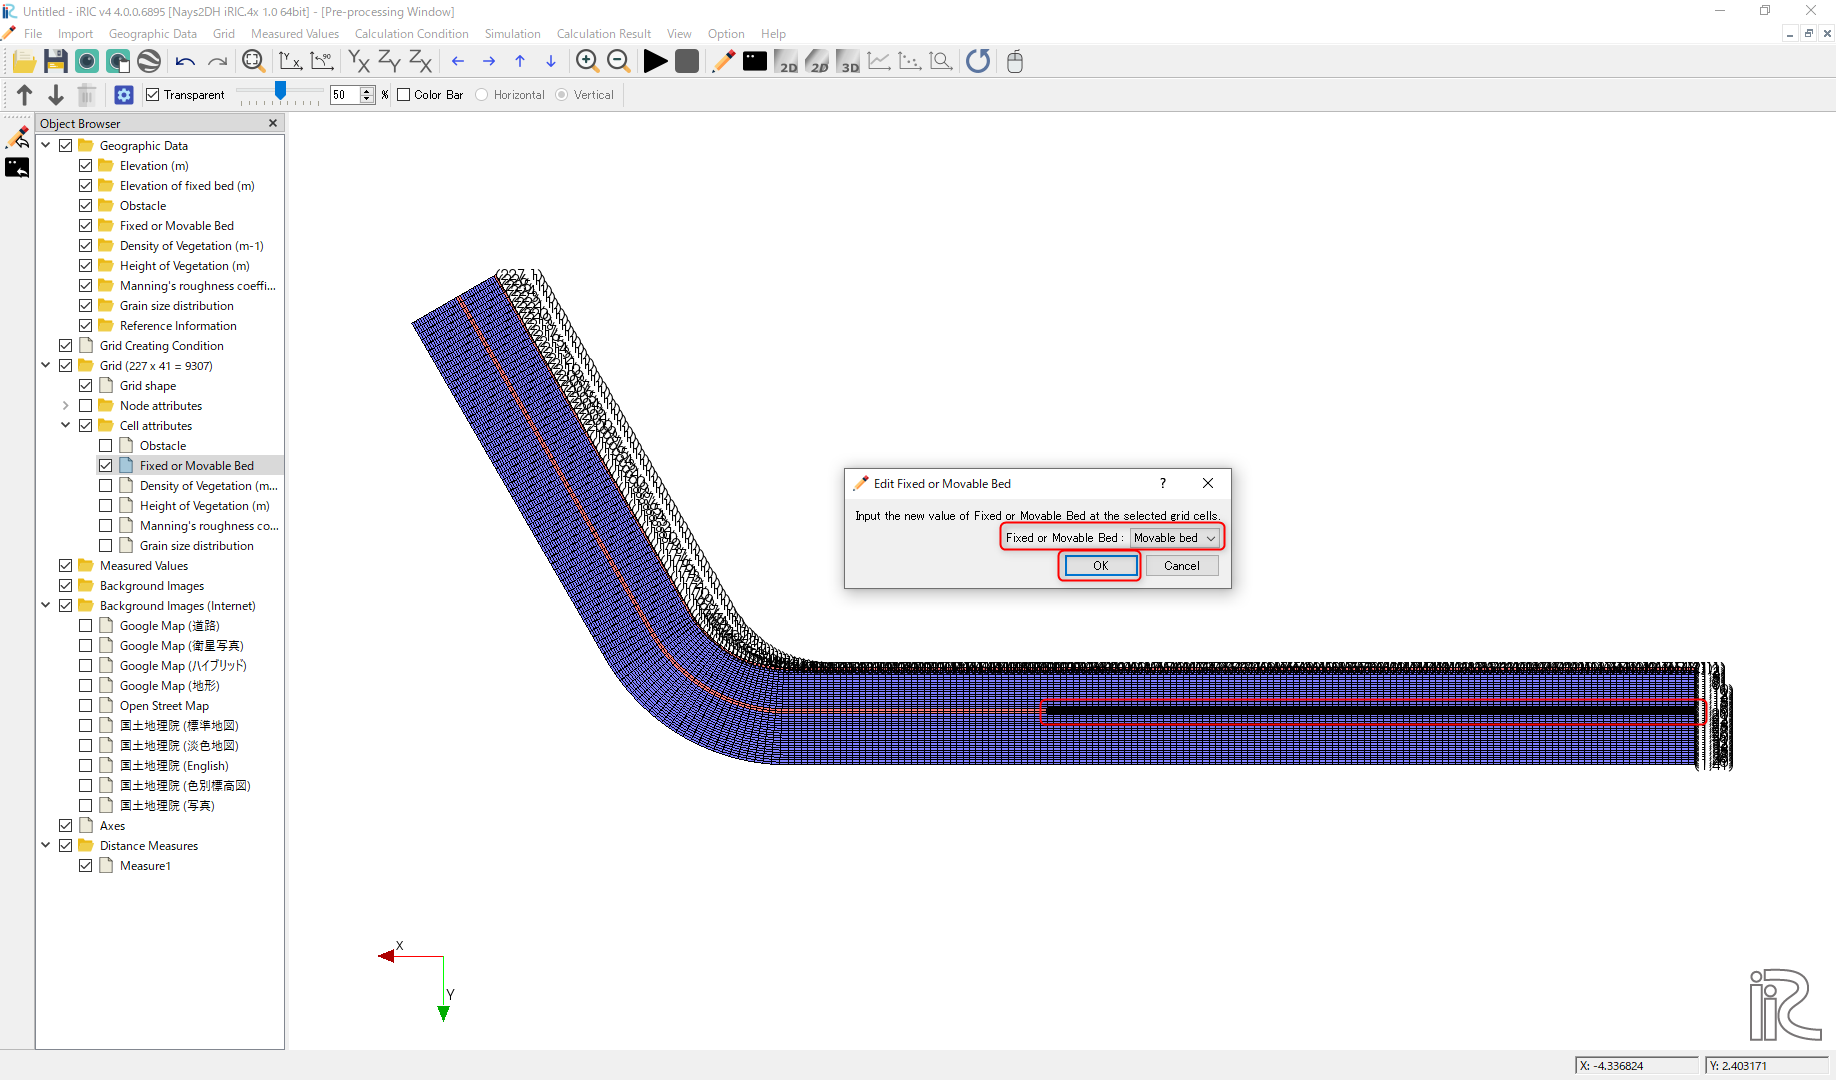 Untitled - iRIC v4 4.0.0.6895 [Nays2DH iRIC.4x 1.0 64bit] - [Pre-processing Window]
File Import Geographic Data Grid Measured Values Calculation Condition Simulation Calculation Result View Option Help
2D 2D 3D
Transparent 50 % Color Bar Horizontal Vertical
Object Browser
Geographic Data
Elevation (m)
Elevation of fixed bed (m)
Obstacle
Fixed or Movable Bed
Density of Vegetation (m-1)
Height of Vegetation (m)
Manning's roughness coeffi...
Grain size distribution
Reference Information
Grid Creating Condition
Grid (227 x 41 = 9307)
Grid shape
Node attributes
Cell attributes
Obstacle
Fixed or Movable Bed
Density of Vegetation (m...
Height of Vegetation (m)
Manning's roughness co...
Grain size distribution
Measured Values
Background Images
Background Images (Internet)
Google Map (道路)
Google Map (衛星写真)
Google Map (ハイブリッド)
Google Map (地形)
Open Street Map
国土地理院 (標準地図)
国土地理院 (淡色地図)
国土地理院 (English)
国土地理院 (色別標高図)
国土地理院 (写真)
Axes
Distance Measures
Measure1
(227,1)
Edit Fixed or Movable Bed
Input the new value of Fixed or Movable Bed at the selected grid cells.
Fixed or Movable Bed : Movable bed
OK Cancel
X
Y
iRIC
X: -4.336824 Y: 2.403171